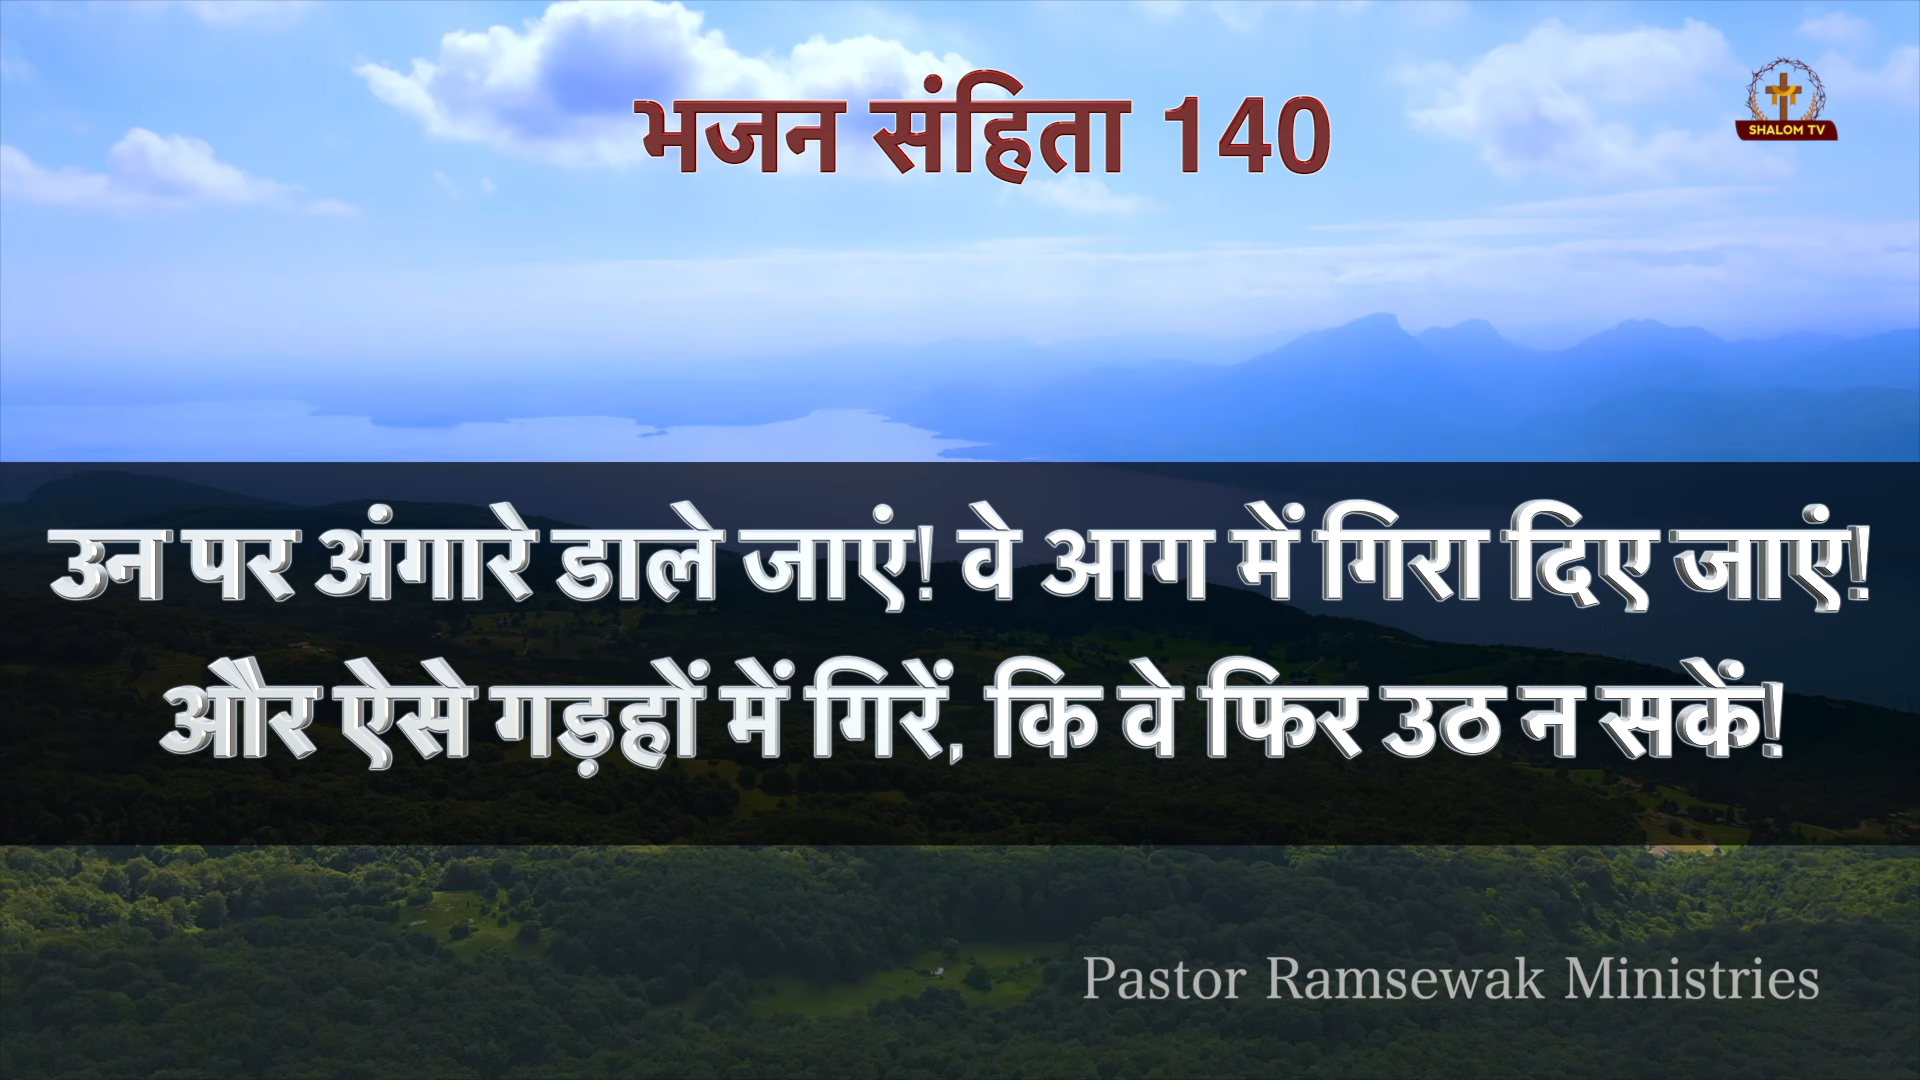 भजन संहिता 140
SHALOM TV
उन पर अंगारे डाले जाएं! वे आग में गिरा दिए जाएं!
और ऐसे गड़हों में गिरें, कि वे फिर उठ न सकें!
Pastor Ramsewak Ministries